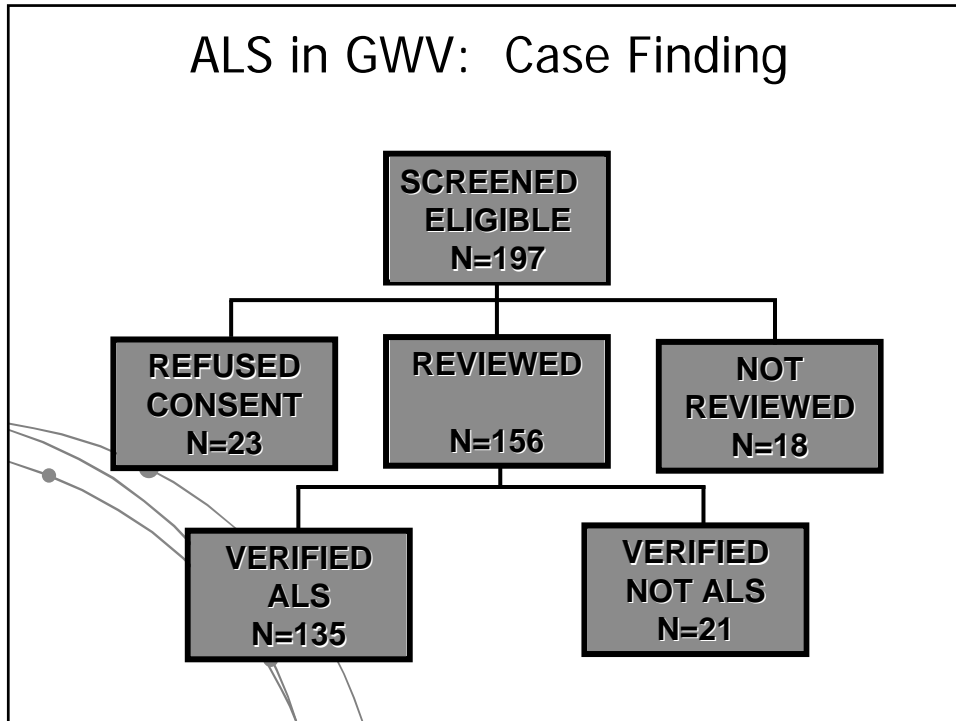 ALS in GWV: Case Finding
SCREENED
ELIGIBLE
N=197
REFUSED
CONSENT
N=23
REVIEWED
N=156
NOT
REVIEWED
N=18
VERIFIED
ALS
N=135
VERIFIED
NOT ALS
N=21